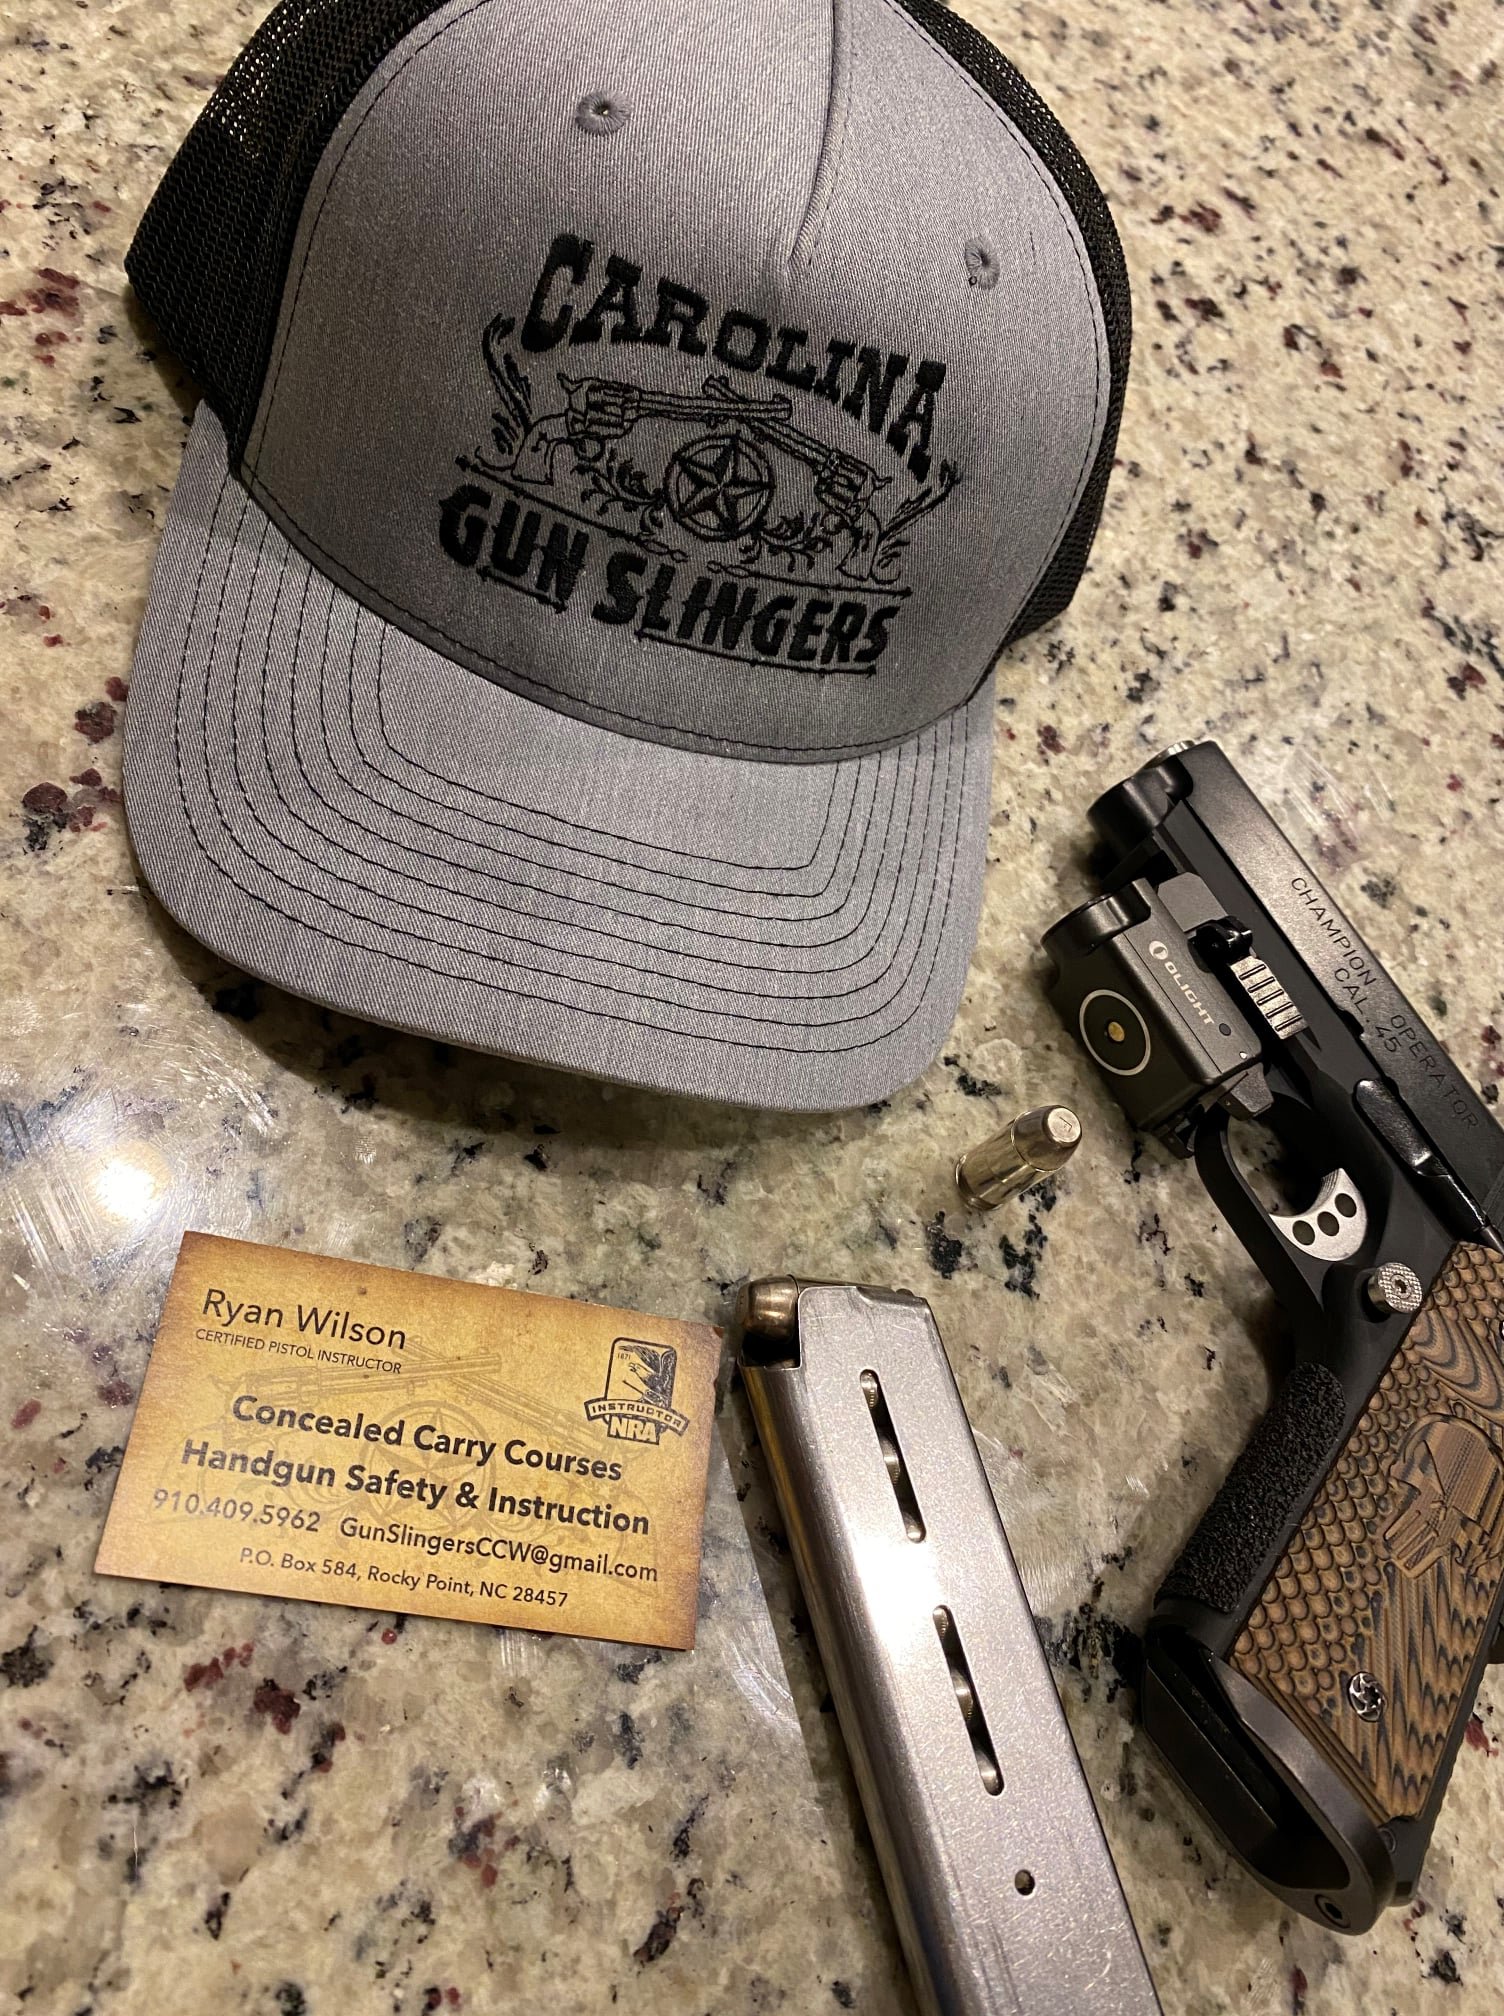 CAROLINA
GUN SLINGERS
CHAMPION OPERATOR
CAL. 45
OLIGHT
Ryan Wilson
CERTIFIED PISTOL INSTRUCTOR
1871
INSTRUCTOR
NRA
Concealed Carry Courses
Handgun Safety & Instruction
910.409.5962 GunSlingersCCW@gmail.com
P.O. Box 584, Rocky Point, NC 28457